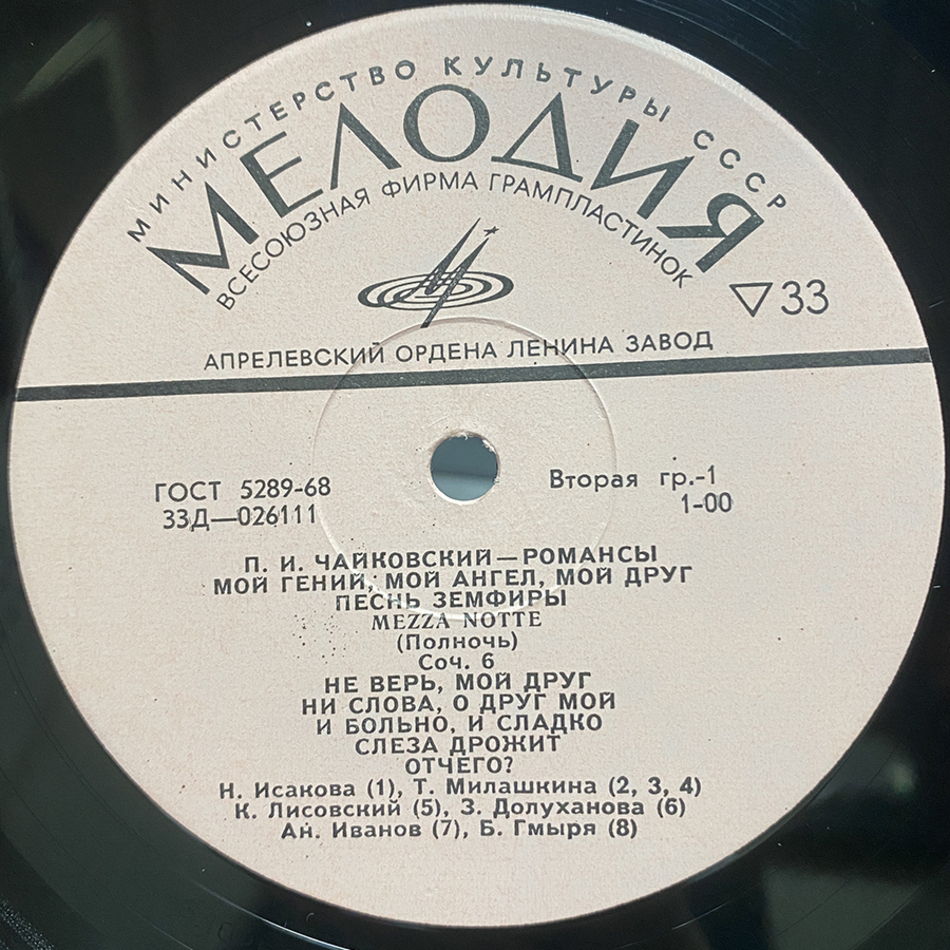 МИНИСТЕРСТВО КУЛЬТУРЫ СССР
МЕЛОДИЯ
ВСЕСОЮЗНАЯ ФИРМА ГРАМПЛАСТИНОК
▽33
АПРЕЛЕВСКИЙ ОРДЕНА ЛЕНИНА ЗАВОД
ГОСТ 5289-68
Вторая гр.-1
33Д—026111
1-00
П. И. ЧАЙКОВСКИЙ—РОМАНСЫ
МОЙ ГЕНИЙ, МОЙ АНГЕЛ, МОЙ ДРУГ
ПЕСНЬ ЗЕМФИРЫ
MEZZA NOTTE
(Полночь)
Соч. 6
НЕ ВЕРЬ, МОЙ ДРУГ
НИ СЛОВА, О ДРУГ МОЙ
И БОЛЬНО, И СЛАДКО
СЛЕЗА ДРОЖИТ
ОТЧЕГО?
Н. Исакова (1), Т. Милашкина (2, 3, 4)
К. Лисовский (5), З. Долуханова (6)
Ан. Иванов (7), Б. Гмыря (8)